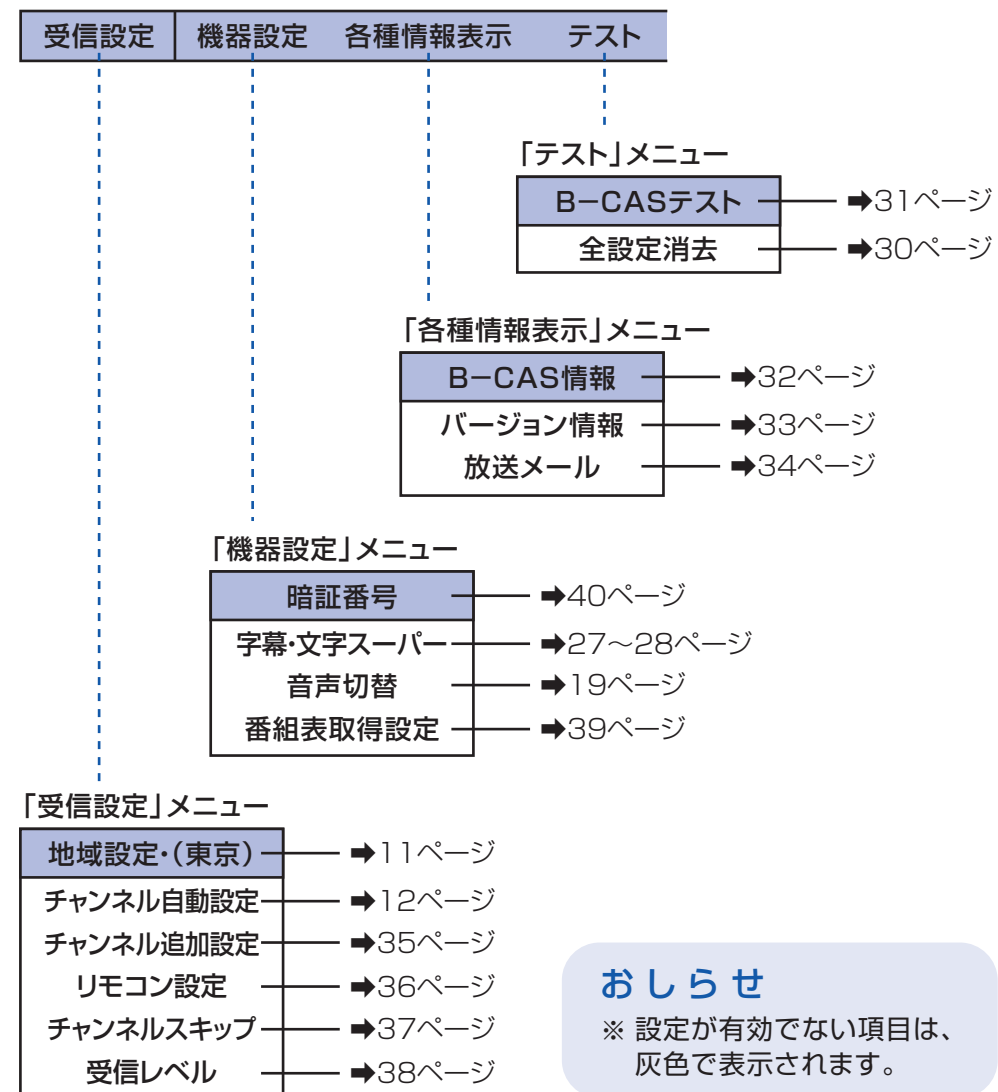 受信設定 機器設定 各種情報表示 テスト
「テスト」メニュー
B−CASテスト ➡31ページ
全設定消去 ➡30ページ
「各種情報表示」メニュー
B−CAS情報 ➡32ページ
バージョン情報 ➡33ページ
放送メール ➡34ページ
「機器設定」メニュー
暗証番号 ➡40ページ
字幕・文字スーパー ➡27〜28ページ
音声切替 ➡19ページ
番組表取得設定 ➡39ページ
「受信設定」メニュー
地域設定・(東京) ➡11ページ
チャンネル自動設定 ➡12ページ
チャンネル追加設定 ➡35ページ
リモコン設定 ➡36ページ
チャンネルスキップ ➡37ページ
受信レベル ➡38ページ
おしらせ
※ 設定が有効でない項目は、
灰色で表示されます。